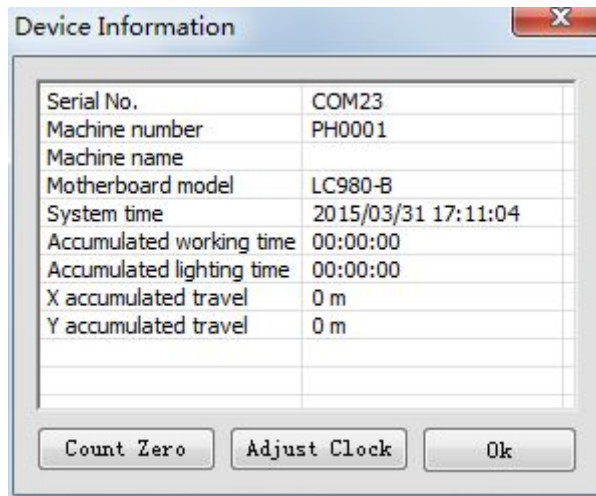 Device Information
Serial No. COM23
Machine number PH0001
Machine name
Motherboard model LC980-B
System time 2015/03/31 17:11:04
Accumulated working time 00:00:00
Accumulated lighting time 00:00:00
X accumulated travel 0 m
Y accumulated travel 0 m
Count Zero Adjust Clock Ok